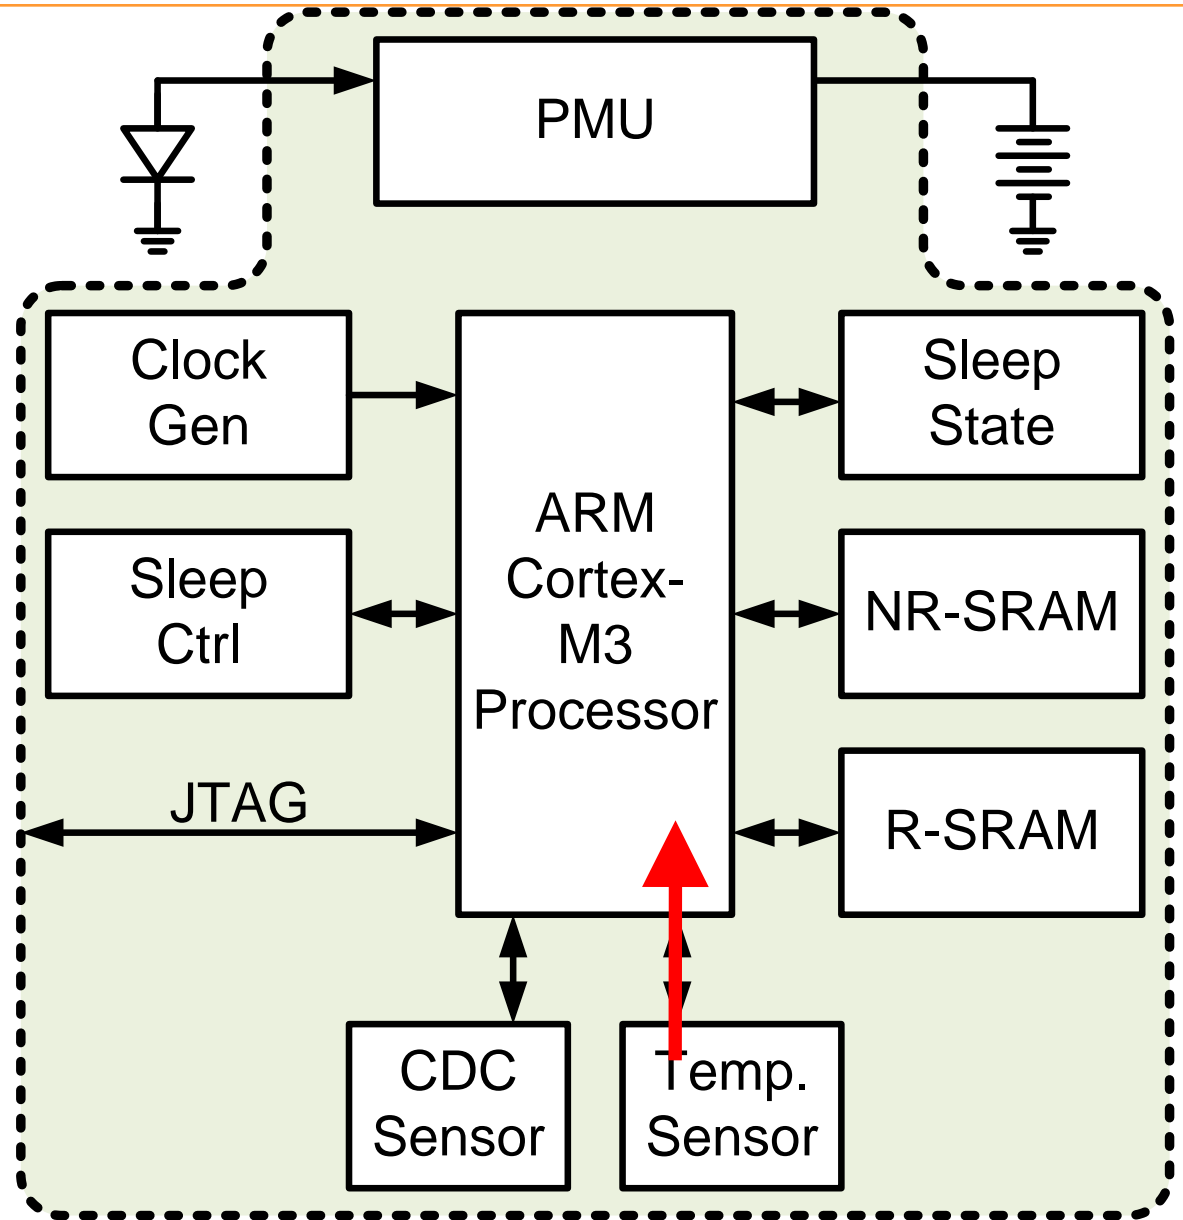 PMU
Clock
Gen
Sleep
State
ARM
Cortex-
M3
Processor
Sleep
Ctrl
NR-SRAM
JTAG
R-SRAM
CDC
Sensor
Temp.
Sensor